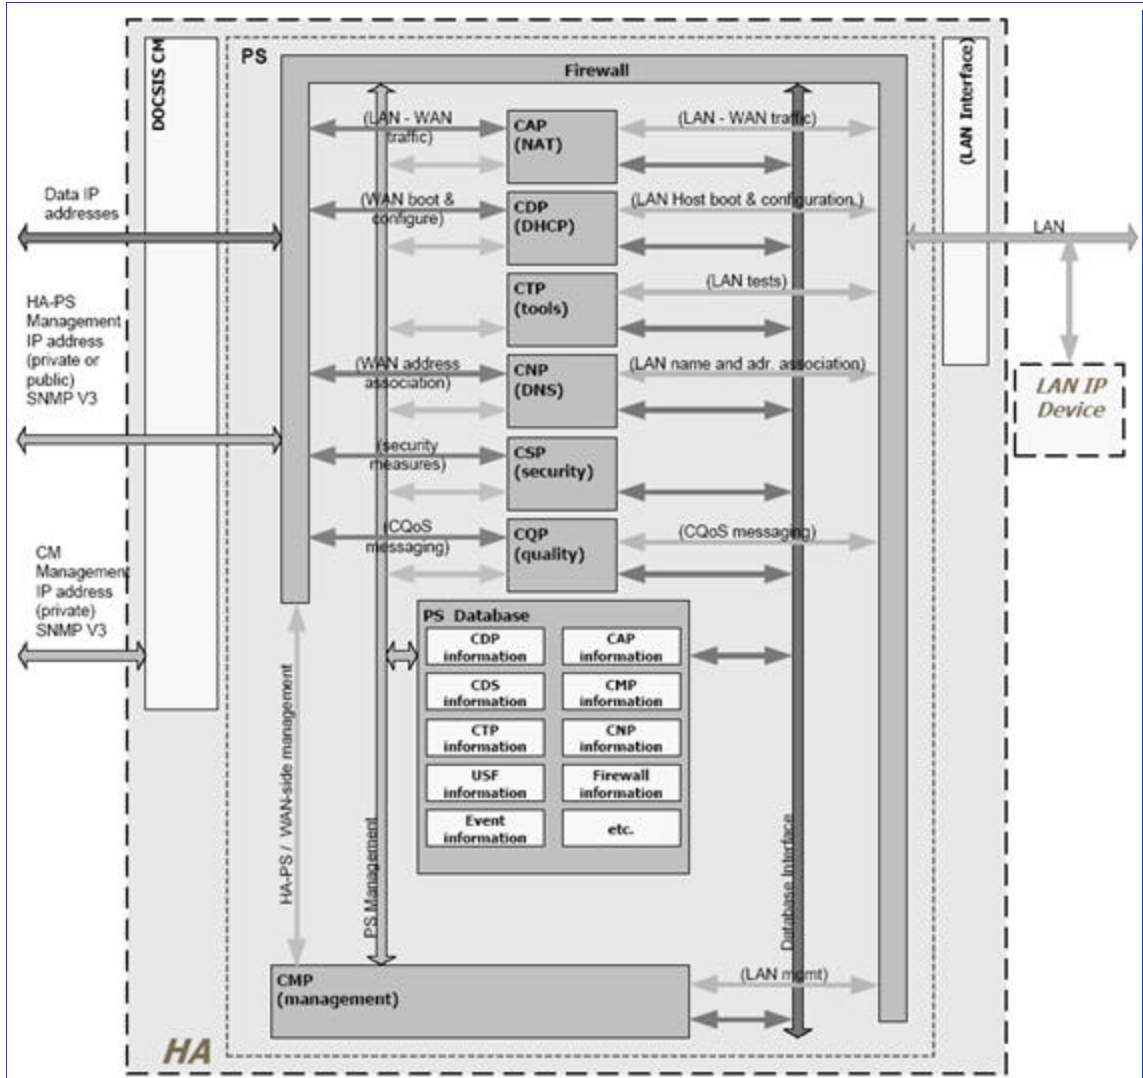 DOCSIS CM
PS
Firewall
(LAN Interface)
(LAN - WAN
traffic)
CAP
(NAT)
(LAN - WAN traffic)
Data IP
addresses
(WAN boot &
configure)
CDP
(DHCP)
(LAN Host boot & configuration.)
LAN
CTP
(tools)
(LAN tests)
HA-PS
Management
IP address
(private or
public)
SNMP V3
(WAN address
association)
CNP
(DNS)
(LAN name and adr. association)
LAN IP
Device
(security
measures)
CSP
(security)
(CQoS
messaging)
CQP
(quality)
(CQoS messaging)
CM
Management
IP address
(private)
SNMP V3
PS Database
CDP
information
CAP
information
CDS
information
CMP
information
CTP
information
CNP
information
USF
information
Firewall
information
Event
information
etc.
HA-PS / WAN-side management
PS Management
Database Interface
CMP
(management)
(LAN mgmt)
HA